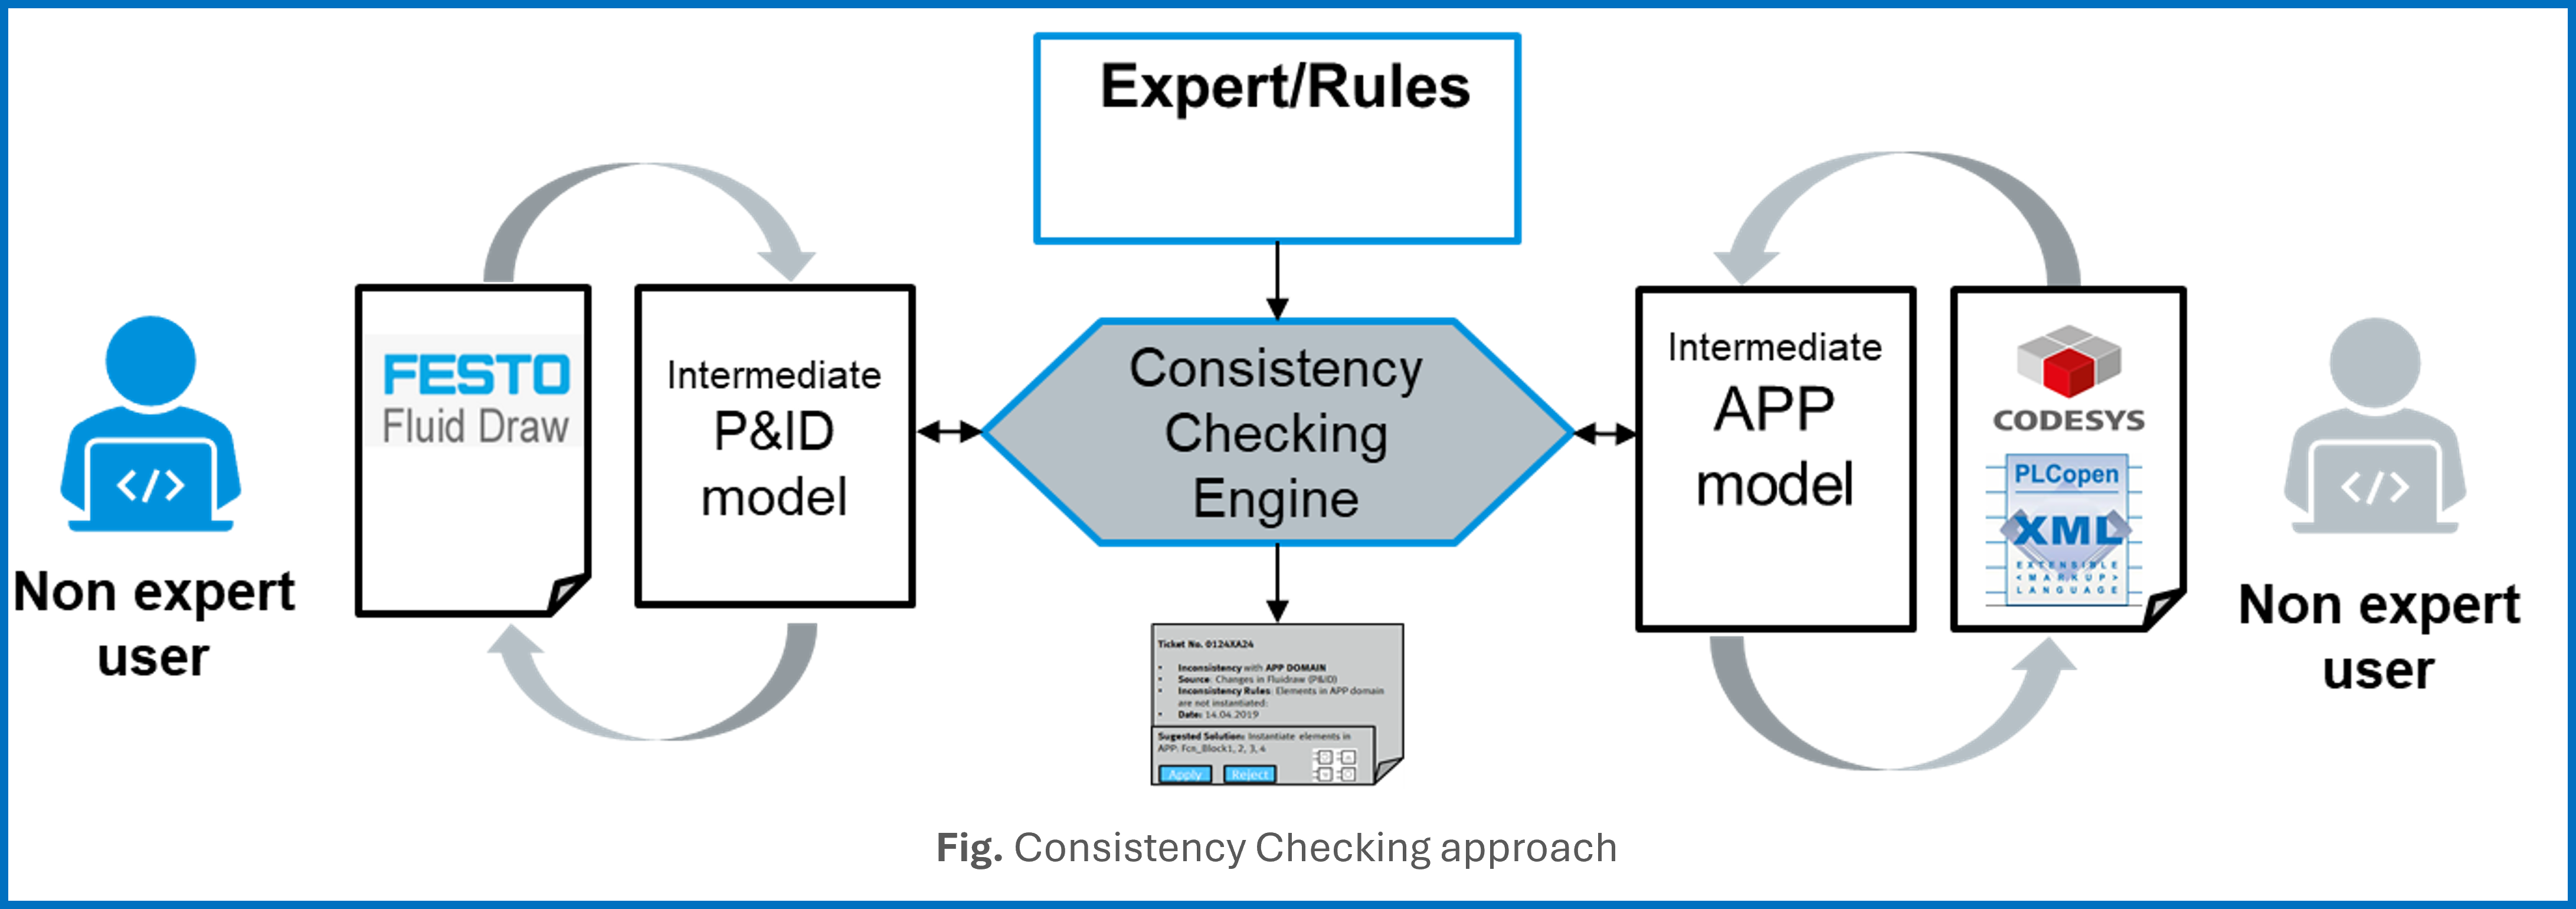 Expert/Rules
FESTO
Fluid Draw
Intermediate
P&ID
model
Consistency
Checking
Engine
Intermediate
APP
model
CODESYS
PLCopen
XML
EXTENSIBLE
<MARKUP>
LANGUAGE
</>
Non expert
user
</>
Non expert
user
Ticket No. 0124XA24
• Inconsistency with APP DOMAIN
• Source: Changes in Fluidraw (P&ID)
• Inconsistency Rules: Elements in APP domain
are not instantiated:
• Date: 14.04.2019
Sugested Solution: Instantiate elements in
APP: Fcn_Block1, 2, 3, 4
Apply Reject
Fig. Consistency Checking approach